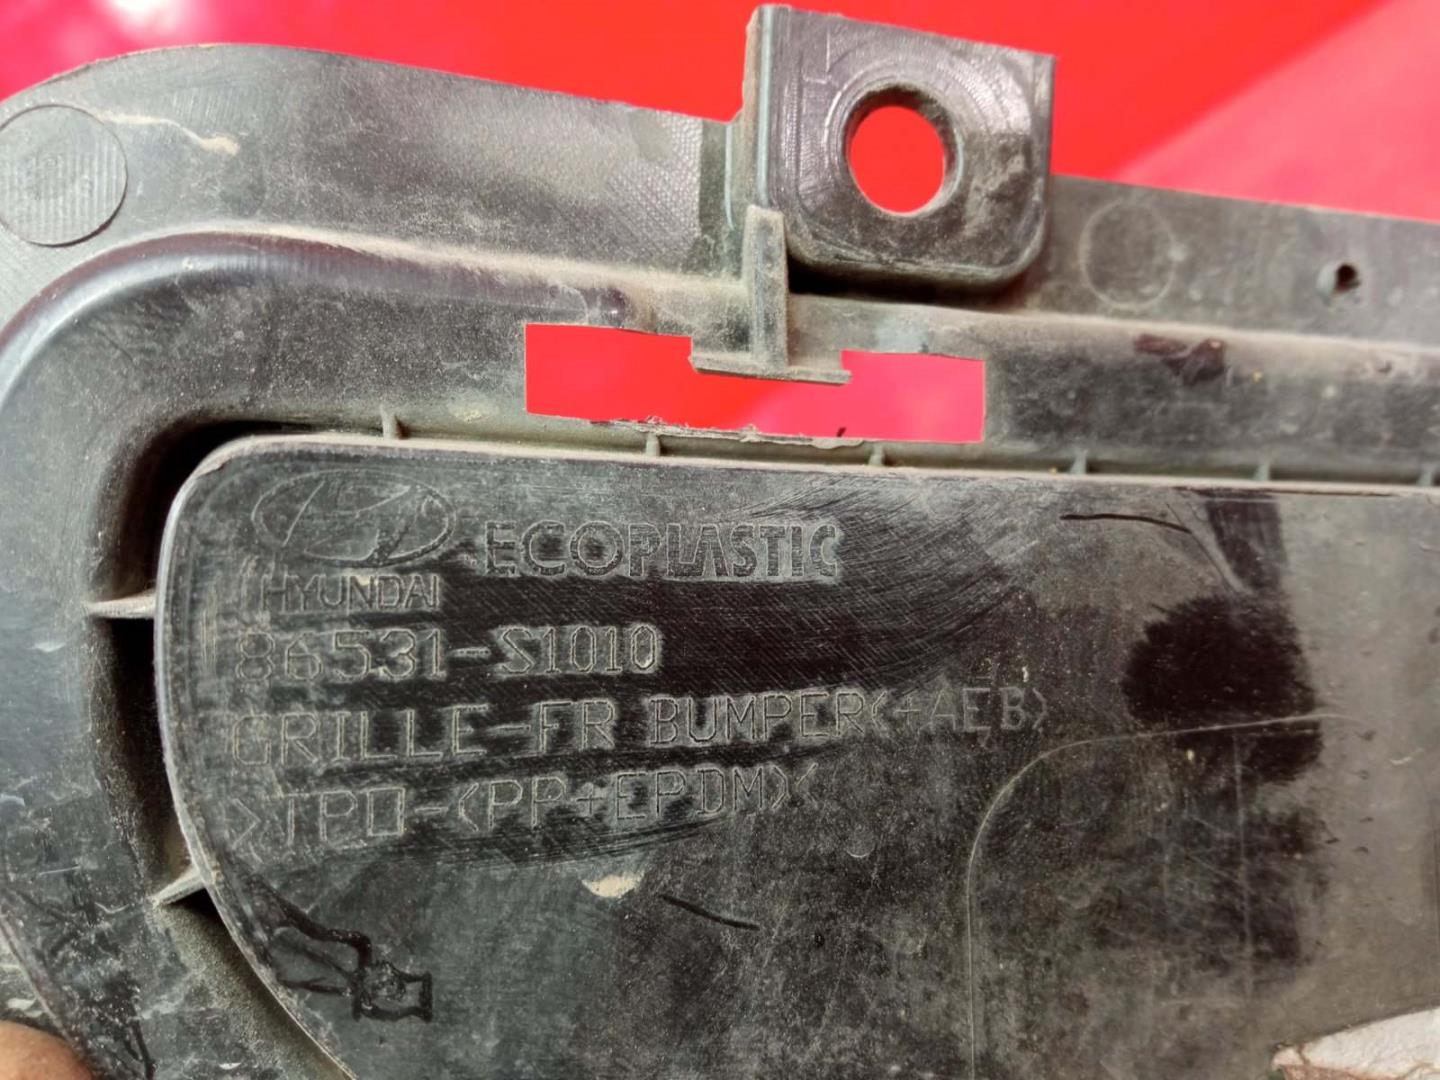 ECOPLASTIC
HYUNDAI
86531-S1010
GRILLE-FR BUMPER<+AEB>
>TPO-<PP+EPDM><